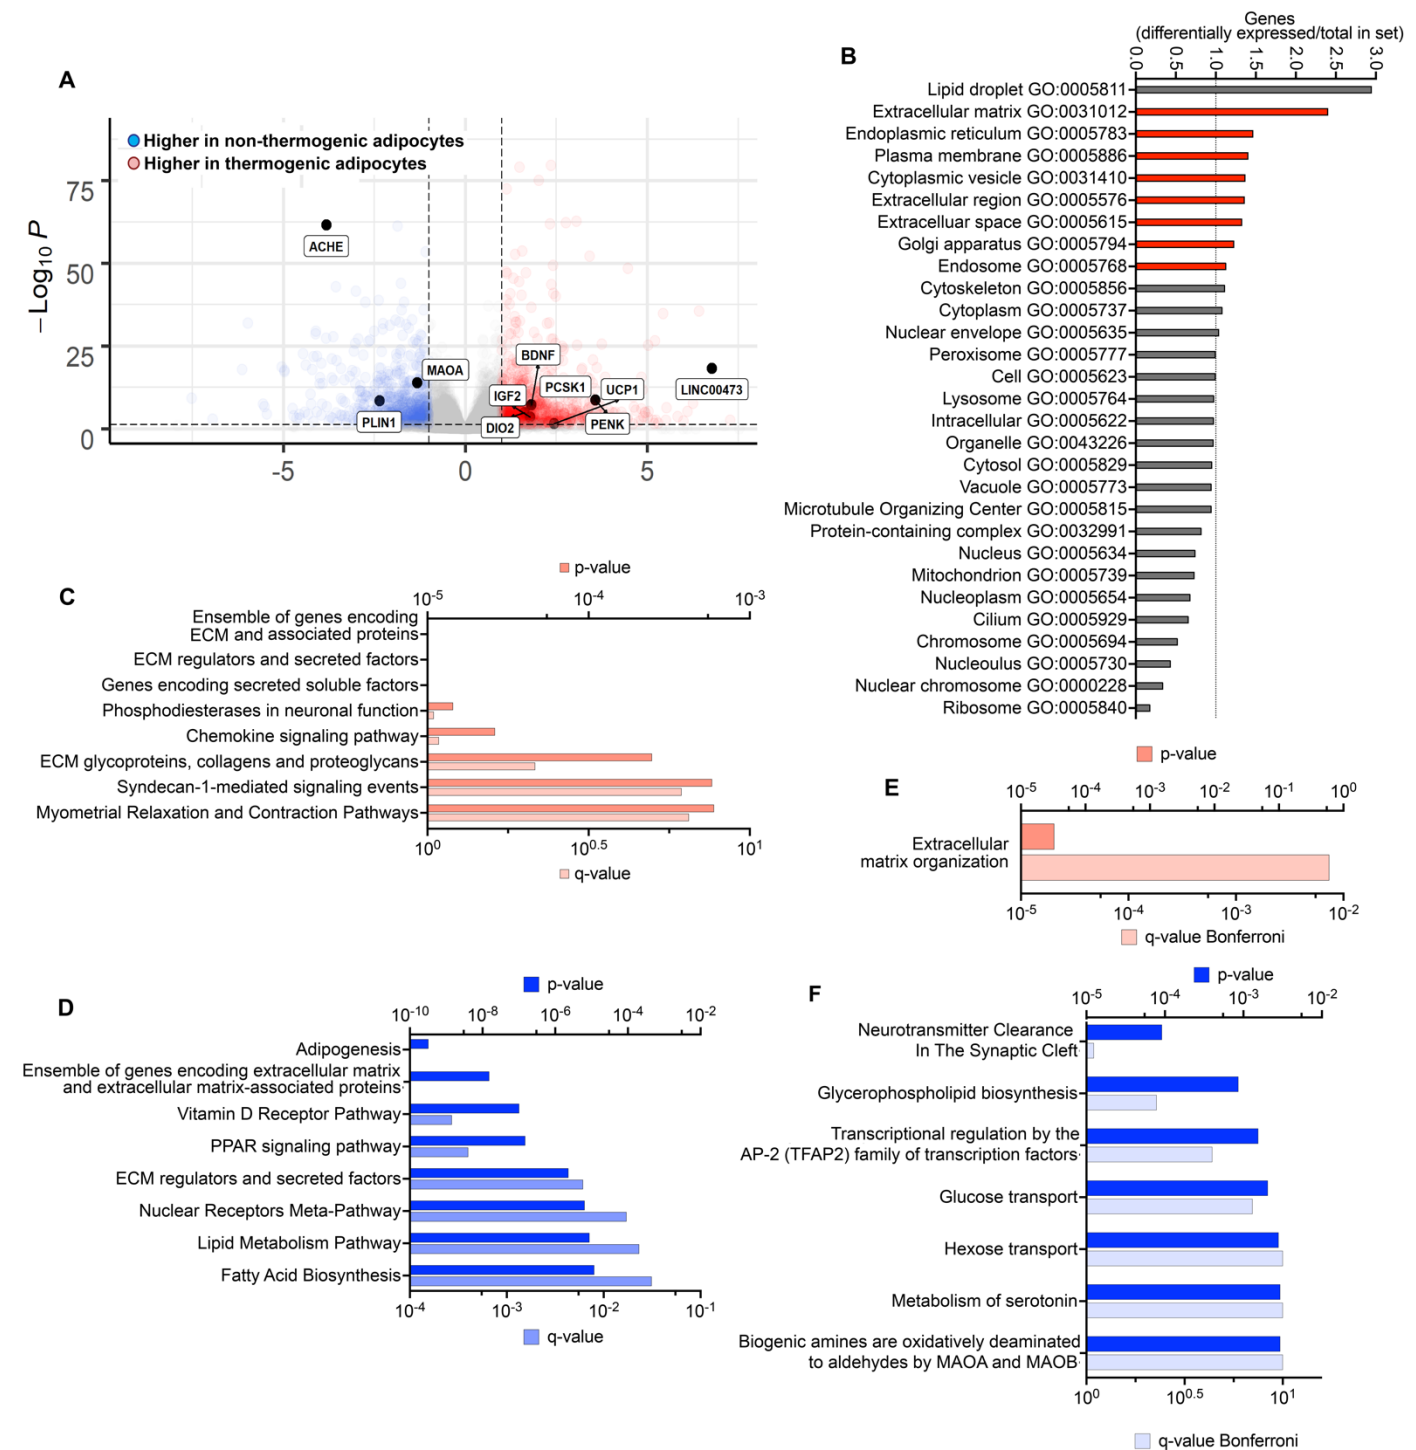 A
Higher in non-thermogenic adipocytes
Higher in thermogenic adipocytes
−Log10 P
75
50
25
0
-5
0
5
ACHE
MAOA
PLIN1
BDNF
IGF2
PCSK1
UCP1
DIO2
PENK
LINC00473
B
Genes
(differentially expressed/total in set)
0.0
0.5
1.0
1.5
2.0
2.5
3.0
Lipid droplet GO:0005811
Extracellular matrix GO:0031012
Endoplasmic reticulum GO:0005783
Plasma membrane GO:0005886
Cytoplasmic vesicle GO:0031410
Extracellular region GO:0005576
Extracelluar space GO:0005615
Golgi apparatus GO:0005794
Endosome GO:0005768
Cytoskeleton GO:0005856
Cytoplasm GO:0005737
Nuclear envelope GO:0005635
Peroxisome GO:0005777
Cell GO:0005623
Lysosome GO:0005764
Intracellular GO:0005622
Organelle GO:0043226
Cytosol GO:0005829
Vacuole GO:0005773
Microtubule Organizing Center GO:0005815
Protein-containing complex GO:0032991
Nucleus GO:0005634
Mitochondrion GO:0005739
Nucleoplasm GO:0005654
Cilium GO:0005929
Chromosome GO:0005694
Nucleoulus GO:0005730
Nuclear chromosome GO:0000228
Ribosome GO:0005840
C
p-value
10-5
10-4
10-3
Ensemble of genes encoding
ECM and associated proteins
ECM regulators and secreted factors
Genes encoding secreted soluble factors
Phosphodiesterases in neuronal function
Chemokine signaling pathway
ECM glycoproteins, collagens and proteoglycans
Syndecan-1-mediated signaling events
Myometrial Relaxation and Contraction Pathways
100
100.5
101
q-value
E
p-value
10-5
10-4
10-3
10-2
10-1
100
Extracellular
matrix organization
10-5
10-4
10-3
10-2
q-value Bonferroni
D
p-value
10-10
10-8
10-6
10-4
10-2
Adipogenesis
Ensemble of genes encoding extracellular matrix
and extracellular matrix-associated proteins
Vitamin D Receptor Pathway
PPAR signaling pathway
ECM regulators and secreted factors
Nuclear Receptors Meta-Pathway
Lipid Metabolism Pathway
Fatty Acid Biosynthesis
10-4
10-3
10-2
10-1
q-value
F
p-value
10-5
10-4
10-3
10-2
Neurotransmitter Clearance
In The Synaptic Cleft
Glycerophospholipid biosynthesis
Transcriptional regulation by the
AP-2 (TFAP2) family of transcription factors
Glucose transport
Hexose transport
Metabolism of serotonin
Biogenic amines are oxidatively deaminated
to aldehydes by MAOA and MAOB
100
100.5
101
q-value Bonferroni